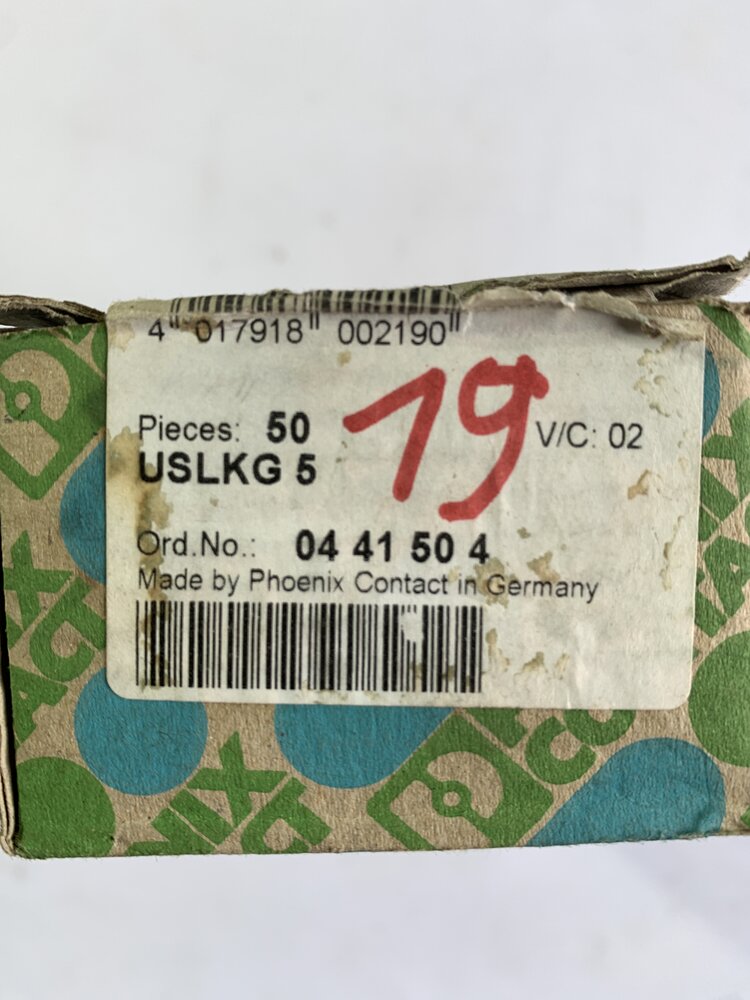 4 017918 002190
19
Pieces: 50
V/C: 02
USLKG 5
Ord.No.: 04 41 50 4
Made by Phoenix Contact in Germany